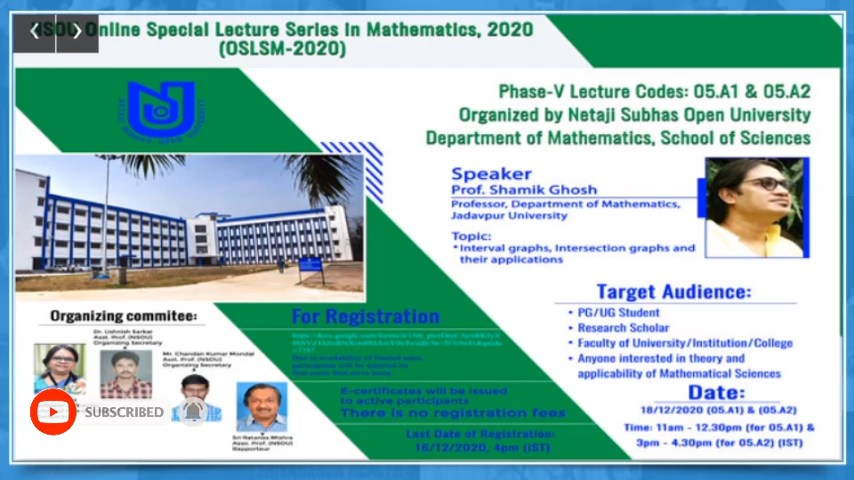 NSOU Online Special Lecture Series in Mathematics, 2020
(OSLSM-2020)
Phase-V Lecture Codes: 05.A1 & 05.A2
Organized by Netaji Subhas Open University
Department of Mathematics, School of Sciences
Speaker
Prof. Shamik Ghosh
Professor, Department of Mathematics,
Jadavpur University
Topic:
• Interval graphs, Intersection graphs and
their applications
Organizing commitee:
Dr. Ushnish Sarkar
Asst. Prof. (NSOU)
Organizing Secretary
Mr. Chandan Kumar Mondal
Asst. Prof. (NSOU)
Organizing Secretary
Sri Ratanes Mishra
Asso. Prof. (NSOU)
Rapporteur
SUBSCRIBED
For Registration
E-certificates will be issued
to active participants
There is no registration fees
Last Date of Registration:
16/12/2020, 4pm (IST)
Target Audience:
• PG/UG Student
• Research Scholar
• Faculty of University/Institution/College
• Anyone interested in theory and
applicability of Mathematical Sciences
Date:
18/12/2020 (05.A1) & (05.A2)
Time: 11am - 12.30pm (for 05.A1) &
3pm - 4.30pm (for 05.A2) (IST)